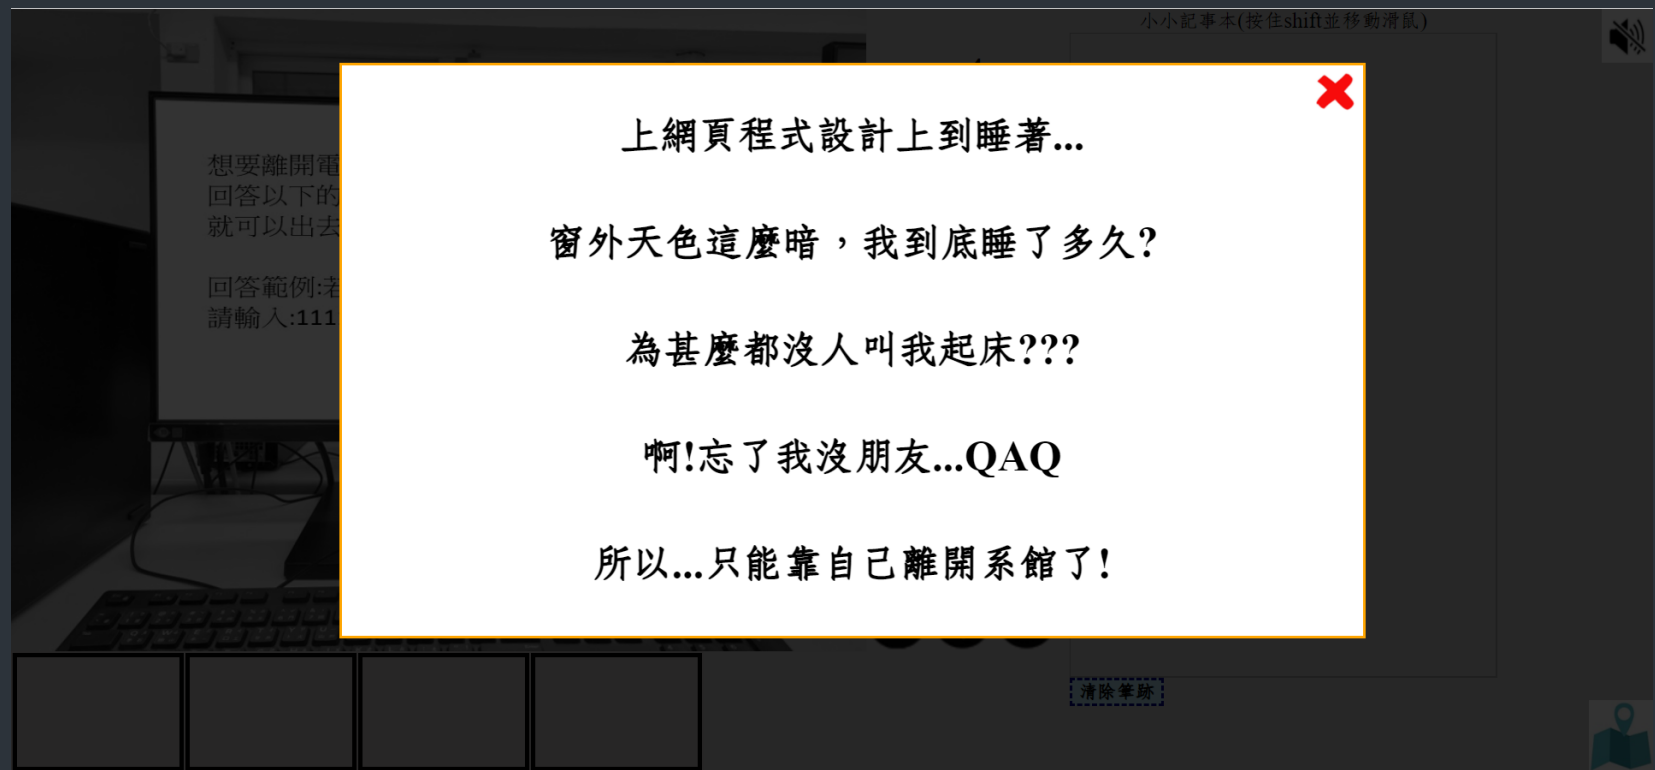 小小記事本(按住shift並移動滑鼠)
上網頁程式設計上到睡著...
窗外天色這麼暗，我到底睡了多久?
為甚麼都沒人叫我起床???
啊!忘了我沒朋友...QAQ
所以...只能靠自己離開系館了!
想要離開電
回答以下的
就可以出去
回答範例:若
請輸入:111
清除筆跡